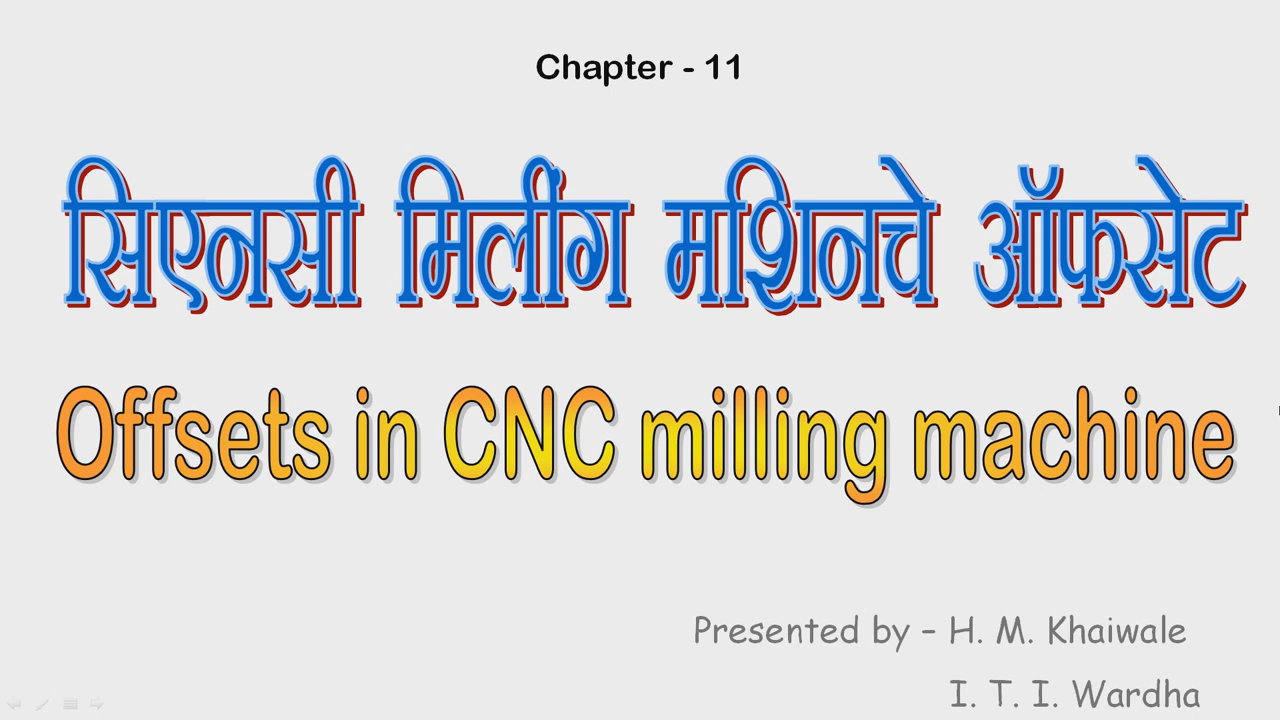 Chapter - 11
सिएनसी मिलींग मशिनचे ऑफसेट
Offsets in CNC milling machine
Presented by – H. M. Khaiwale
I. T. I. Wardha